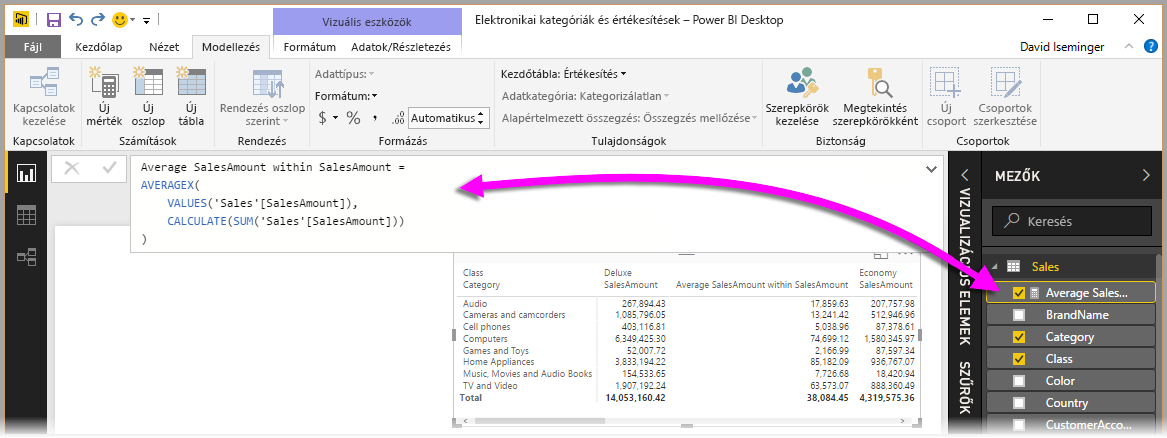 Vizuális eszközök
Elektronikai kategóriák és értékesítések – Power BI Desktop
Fájl Kezdőlap Nézet Modellezés Formátum Adatok/Részletezés David Iseminger
Kapcsolatok kezelése
Kapcsolatok
Új mérték
Új oszlop
Új tábla
Számítások
Rendezés oszlop szerint
Rendezés
Adattípus:
Formátum:
$ % , .00 Automatikus
Formázás
Kezdőtábla: Értékesítés
Adatkategória: Kategorizálatlan
Alapértelmezett összegzés: Összegzés mellőzése
Tulajdonságok
Szerepkörök kezelése
Megtekintés szerepkörökként
Biztonság
Új csoport
Csoportok szerkesztése
Csoportok
Average SalesAmount within SalesAmount =
AVERAGEX(
VALUES('Sales'[SalesAmount]),
CALCULATE(SUM('Sales'[SalesAmount]))
)
Class Deluxe Economy
Category SalesAmount Average SalesAmount within SalesAmount SalesAmount
Audio 267,894.43 17,859.63 207,757.98
Cameras and camcorders 1,085,796.05 13,241.42 512,946.96
Cell phones 403,116.81 5,038.96 87,378.61
Computers 6,349,425.30 74,699.12 1,580,345.97
Games and Toys 52,007.72 2,166.99 87,597.34
Home Appliances 3,833,194.22 85,182.09 936,767.07
Music, Movies and Audio Books 154,533.65 7,726.68 18,420.94
TV and Video 1,907,192.24 63,573.07 888,360.49
Total 14,053,160.42 38,084.45 4,319,575.36
VIZUALIZÁCIÓS ELEMEK
SZŰRŐK
MEZŐK
Keresés
Sales
Average Sales...
BrandName
Category
Class
Color
Country
CustomerAcco...